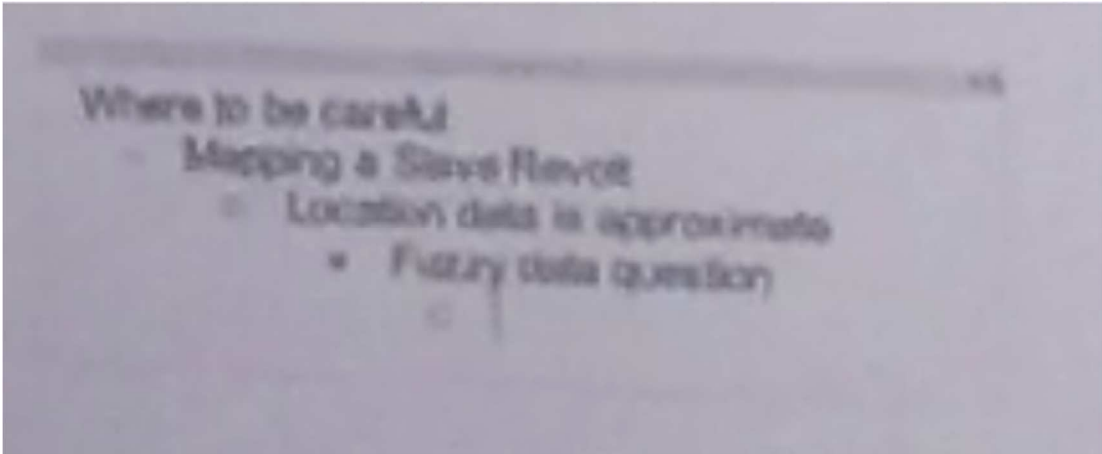 Where to be careful
Mapping a Slave Revolt
Location data is approximate
Fuzzy data question